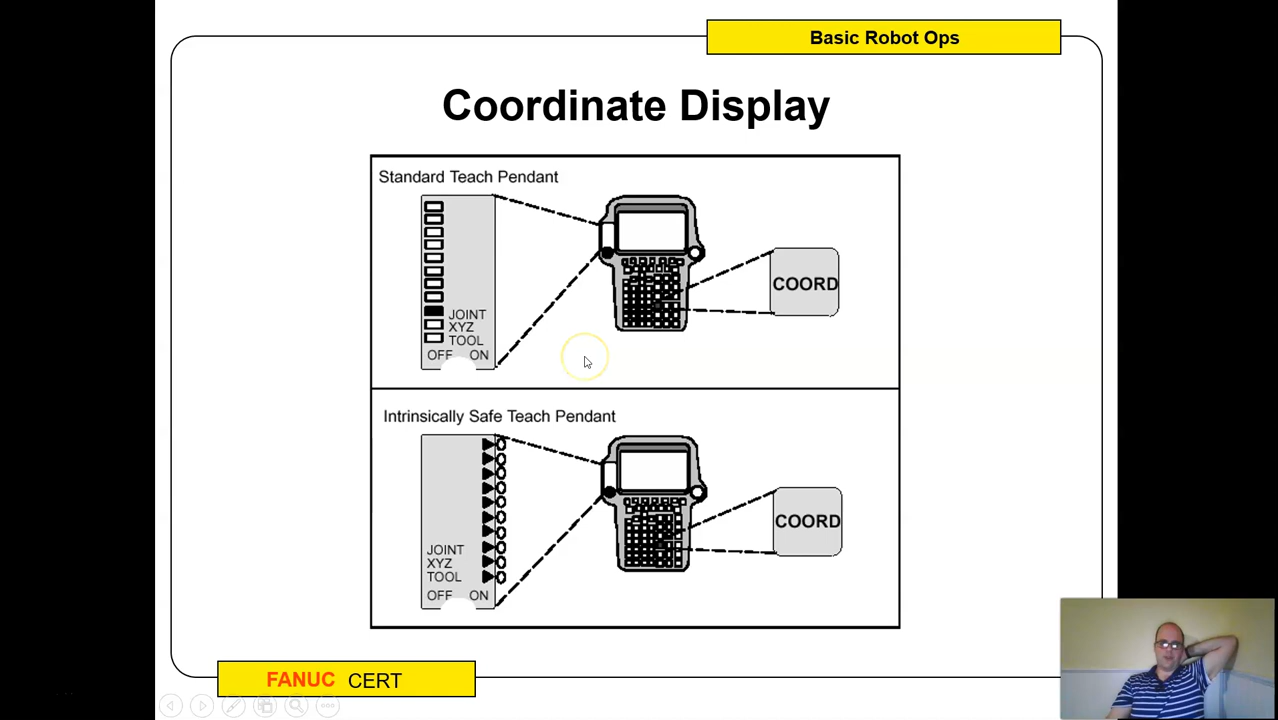 Basic Robot Ops
Coordinate Display
Standard Teach Pendant
JOINT
XYZ
TOOL
OFF ON
COORD
Intrinsically Safe Teach Pendant
JOINT
XYZ
TOOL
OFF ON
COORD
FANUC CERT